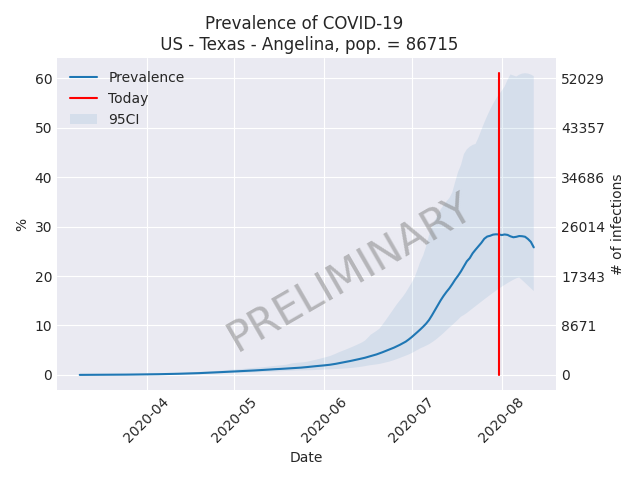 Prevalence of COVID-19
US - Texas - Angelina, pop. = 86715
Prevalence
Today
95CI
PRELIMINARY
%
60
50
40
30
20
10
0
52029
43357
34686
26014
17343
8671
0
# of infections
2020-04
2020-05
2020-06
2020-07
2020-08
Date